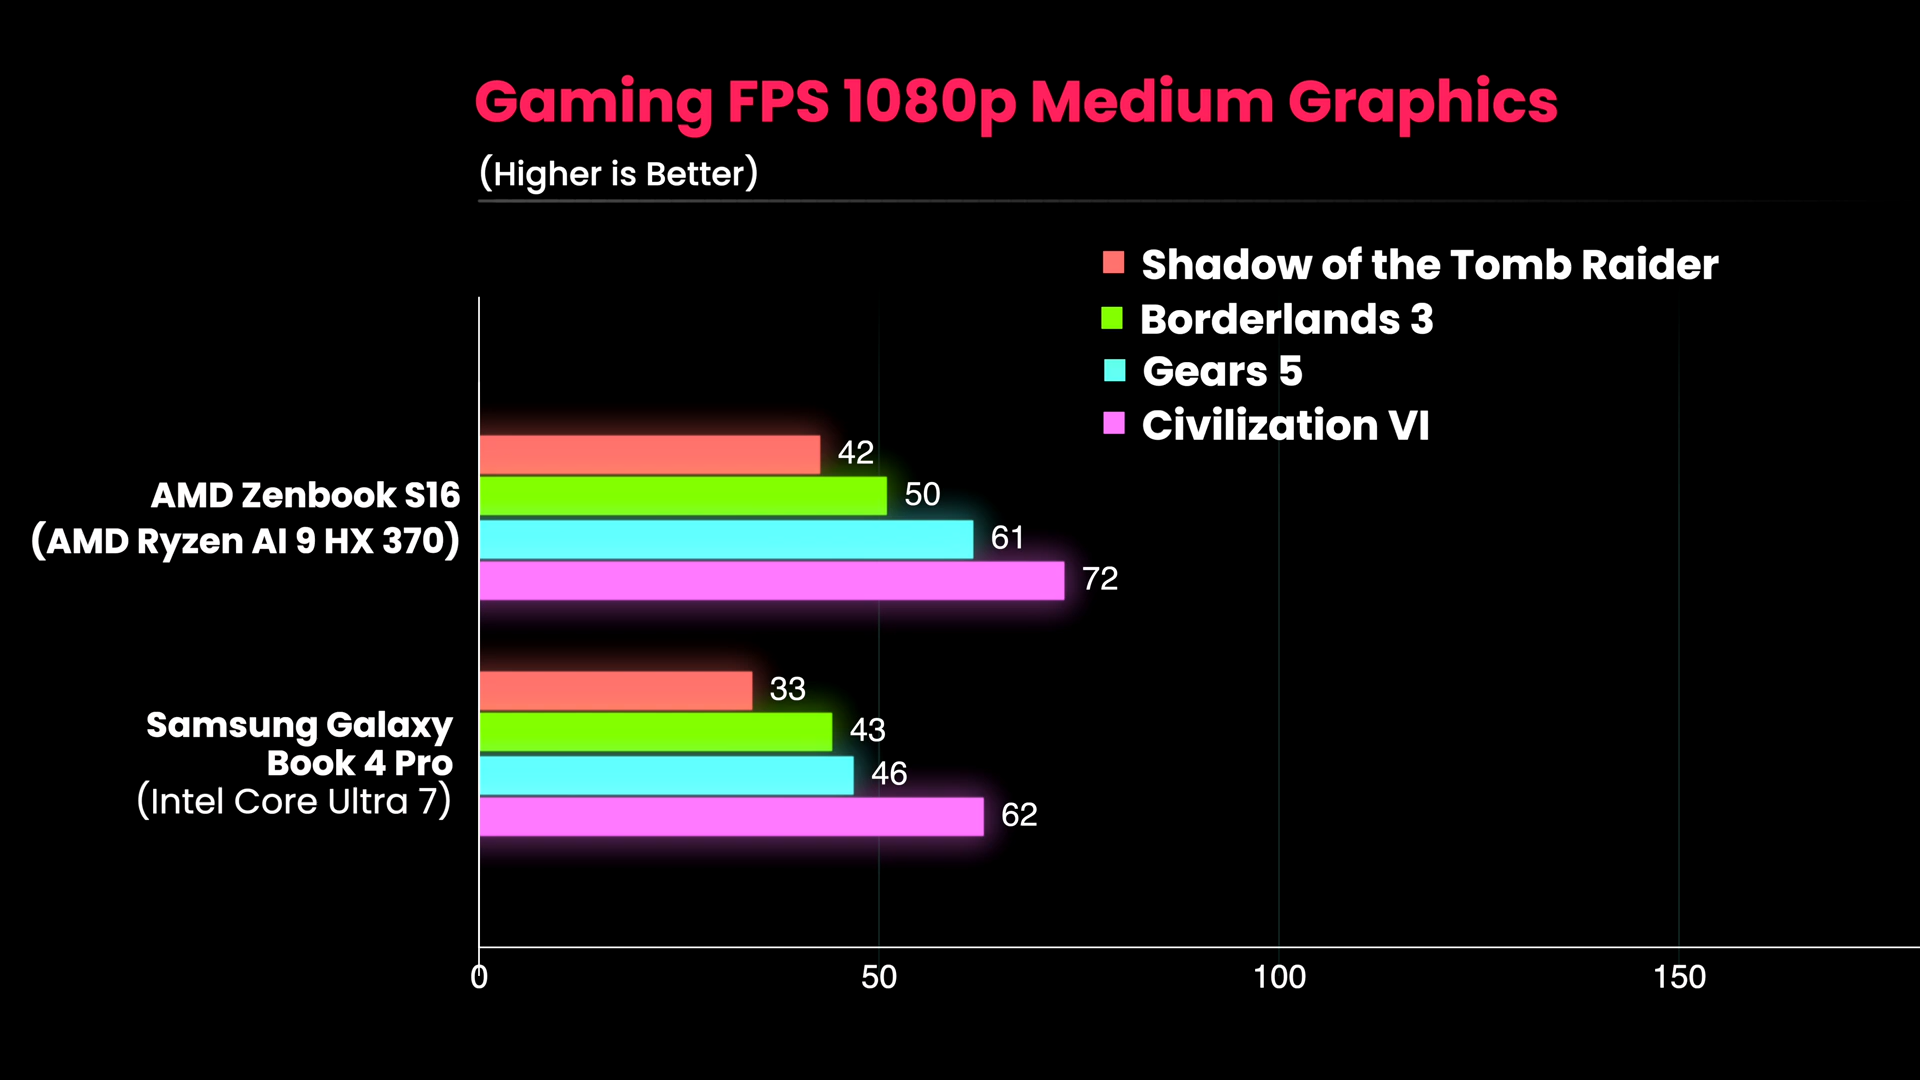 Gaming FPS 1080p Medium Graphics
(Higher is Better)
Shadow of the Tomb Raider
Borderlands 3
Gears 5
Civilization VI
AMD Zenbook S16
(AMD Ryzen AI 9 HX 370)
42
50
61
72
Samsung Galaxy
Book 4 Pro
(Intel Core Ultra 7)
33
43
46
62
0 50 100 150